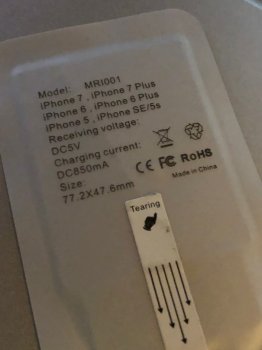 Model: MRI001
iPhone 7 , iPhone 7 Plus
iPhone 6 , iPhone 6 Plus
iPhone 5 , iPhone SE/5s
Receiving voltage:
DC5V
Charging current:
DC850mA
CE FC RoHS
Size:
Made in China
77.2X47.6mm
Tearing